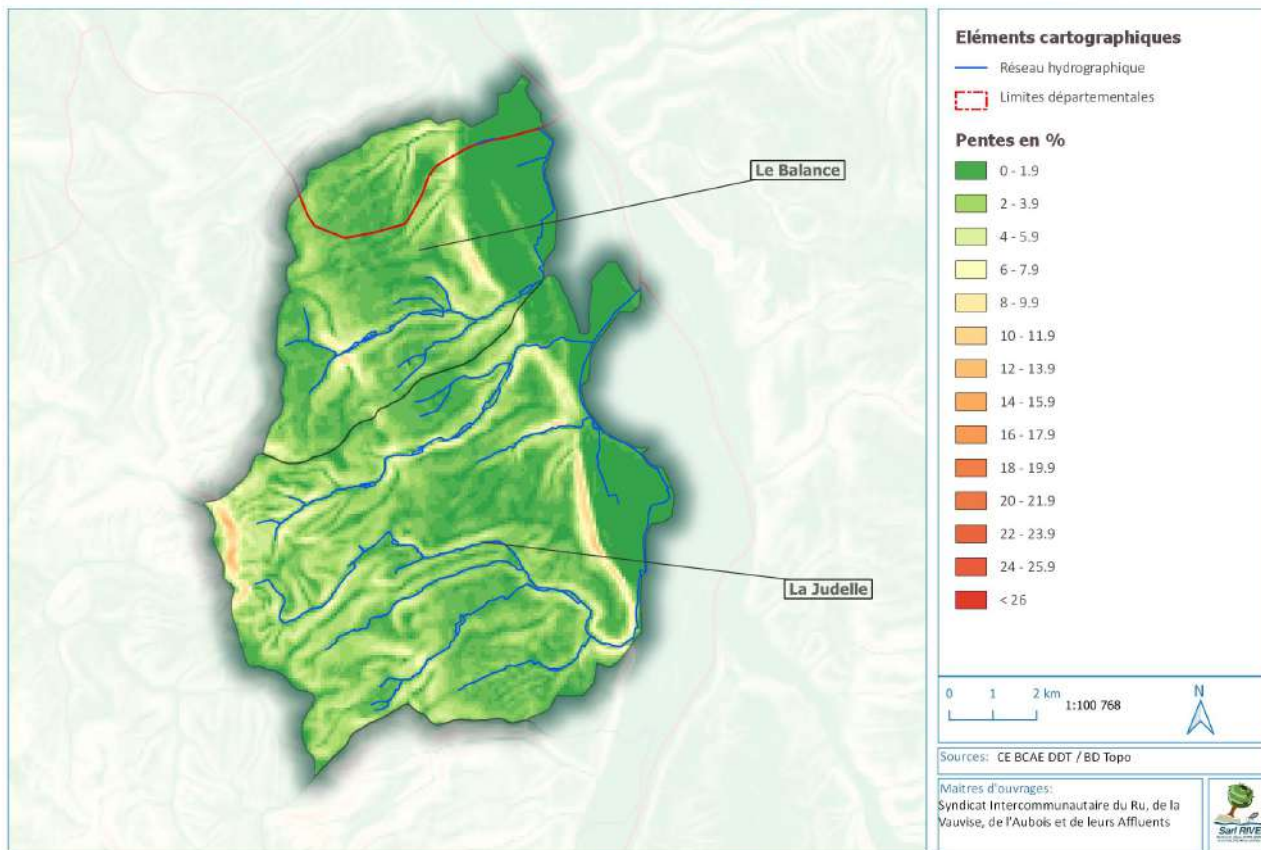 Le Balance
La Judelle
Eléments cartographiques
Réseau hydrographique
Limites départementales
Pentes en %
0 - 1.9
2 - 3.9
4 - 5.9
6 - 7.9
8 - 9.9
10 - 11.9
12 - 13.9
14 - 15.9
16 - 17.9
18 - 19.9
20 - 21.9
22 - 23.9
24 - 25.9
< 26
0 1 2 km
1:100 768
N
Sources: CE BCAE DDT / BD Topo
Maitres d'ouvrages:
Syndicat Intercommunautaire du Ru, de la
Vauvise, de l'Aubois et de leurs Affluents
Sarl RIVE